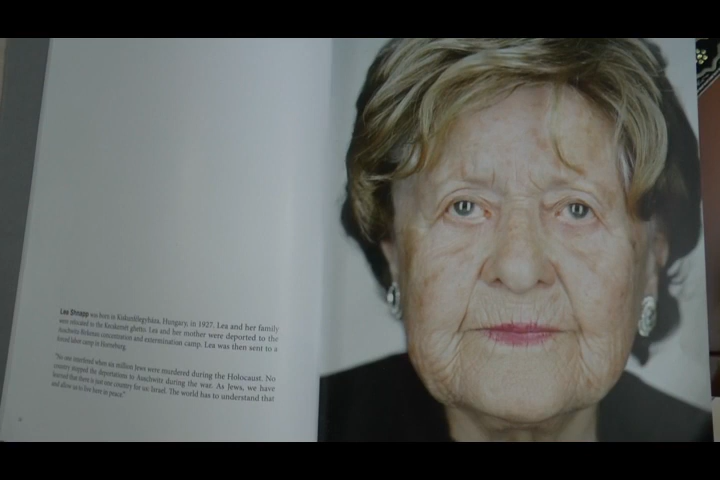 Lea Shnapp was born in Kiskunfélegyháza, Hungary, in 1927. Lea and her family
were relocated to the Kecskemét ghetto. Lea and her mother were deported to the
Auschwitz-Birkenau concentration and extermination camp. Lea was then sent to a
forced labor camp in
"No one interfered when six million Jews were murdered during the Holocaust. No
country stopped the deportations to Auschwitz during the war. As Jews, we have
learned that there is just one country for us: Israel. The world has to understand that
and allow us to live here in peace."